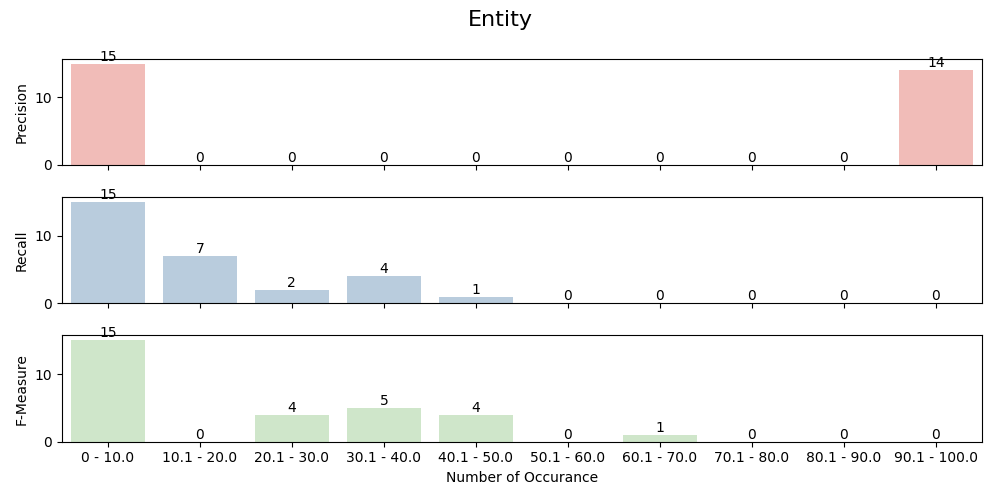 Entity
Precision
10
0
15 0 0 0 0 0 0 0 0 14
Recall
10
0
15 7 2 4 1 0 0 0 0 0
F-Measure
10
0
15 0 4 5 4 0 1 0 0 0
0 - 10.0 10.1 - 20.0 20.1 - 30.0 30.1 - 40.0 40.1 - 50.0 50.1 - 60.0 60.1 - 70.0 70.1 - 80.0 80.1 - 90.0 90.1 - 100.0
Number of Occurance